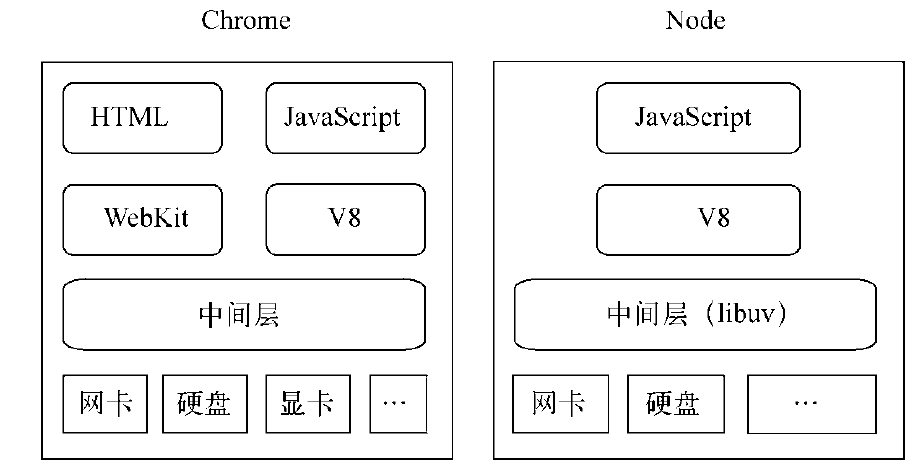 Chrome
HTML
JavaScript
WebKit
V8
中间层
网卡
硬盘
显卡
…
Node
JavaScript
V8
中间层（libuv）
网卡
硬盘
…